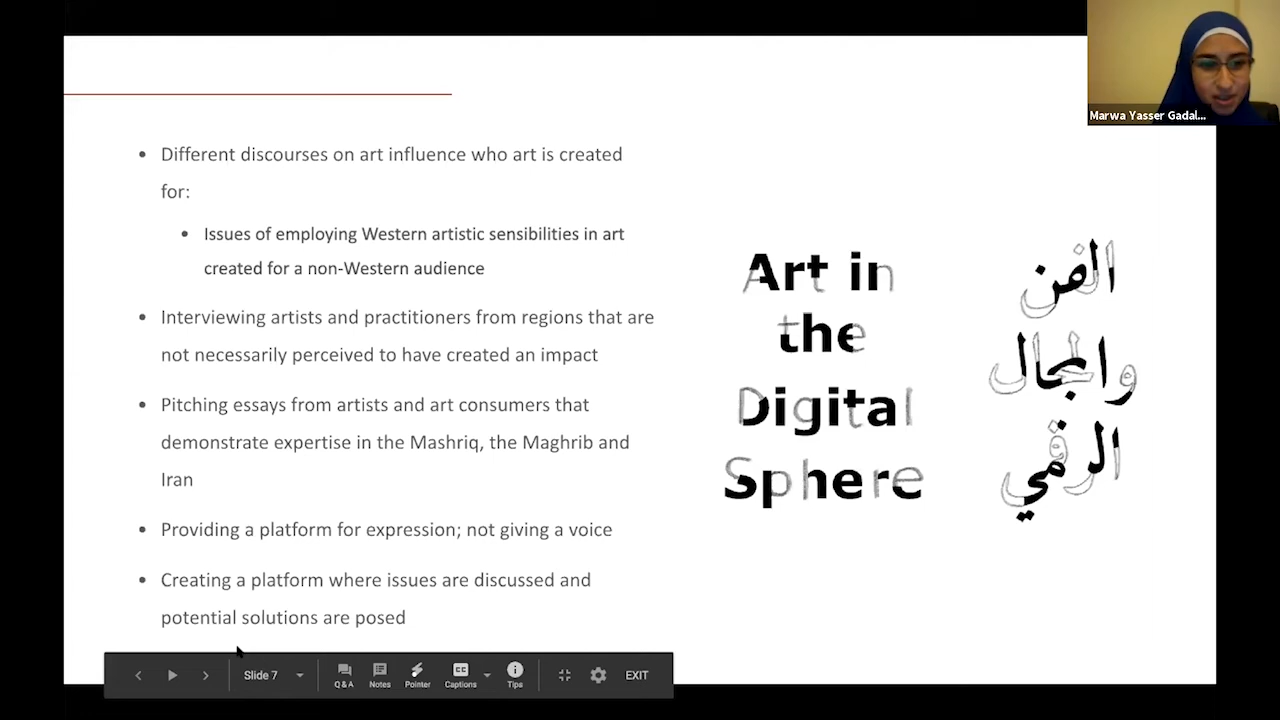 Marwa Yasser Gadal...
• Different discourses on art influence who art is created
for:
• Issues of employing Western artistic sensibilities in art
created for a non-Western audience
• Interviewing artists and practitioners from regions that are
not necessarily perceived to have created an impact
• Pitching essays from artists and art consumers that
demonstrate expertise in the Mashriq, the Maghrib and
Iran
• Providing a platform for expression; not giving a voice
• Creating a platform where issues are discussed and
potential solutions are posed
Art in
the
Digital
Sphere
الفن
والمجال
الرقمي
Slide 7
Q & A
Notes
Pointer
CC
Captions
Tips
EXIT